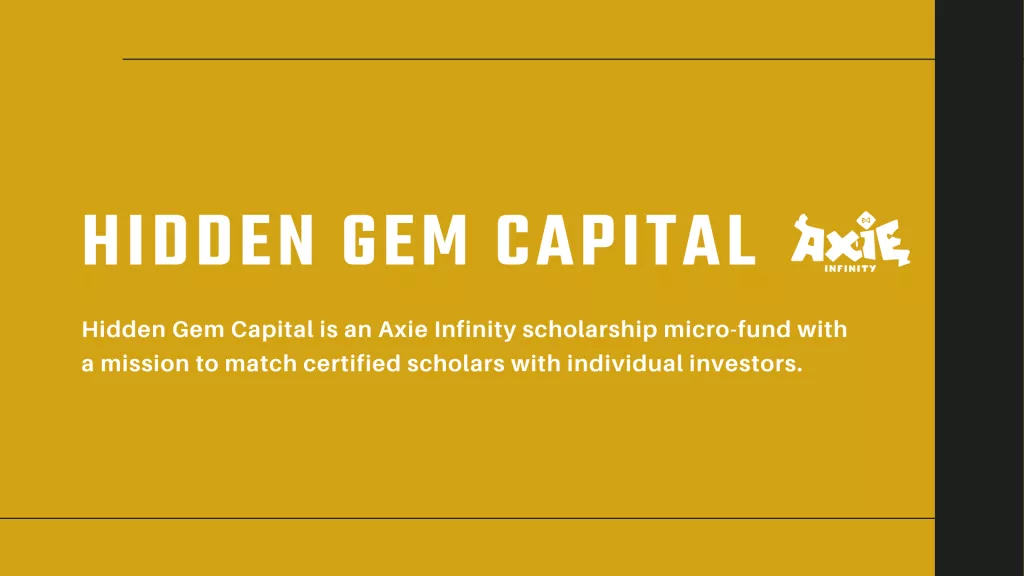 HIDDEN GEM CAPITAL
AXIE
INFINITY
Hidden Gem Capital is an Axie Infinity scholarship micro-fund with
a mission to match certified scholars with individual investors.